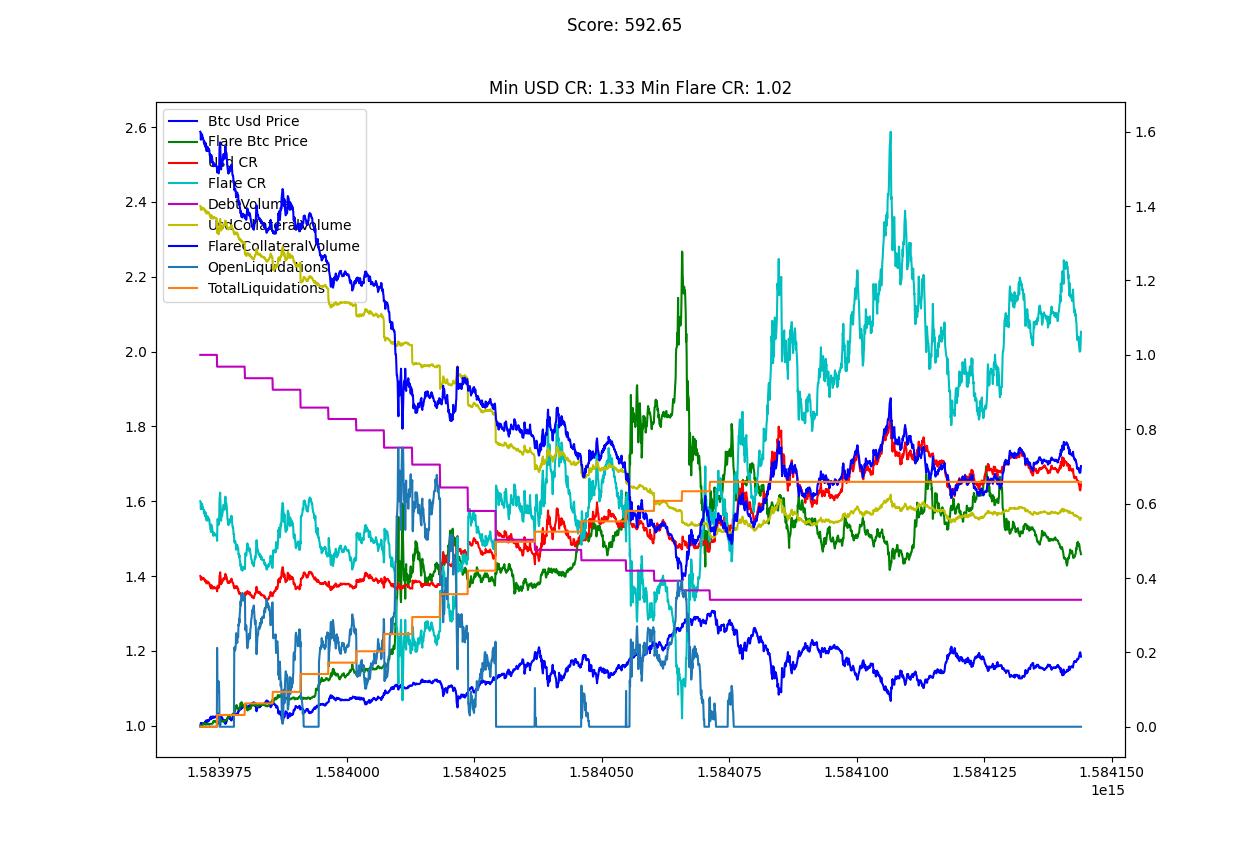 Score: 592.65
Min USD CR: 1.33 Min Flare CR: 1.02
Btc Usd Price
Flare Btc Price
Usd CR
Flare CR
DebtVolume
UsdCollateralVolume
FlareCollateralVolume
OpenLiquidations
TotalLiquidations
2.6
2.4
2.2
2.0
1.8
1.6
1.4
1.2
1.0
1.6
1.4
1.2
1.0
0.8
0.6
0.4
0.2
0.0
1.583975 1.584000 1.584025 1.584050 1.584075 1.584100 1.584125 1.584150
1e15